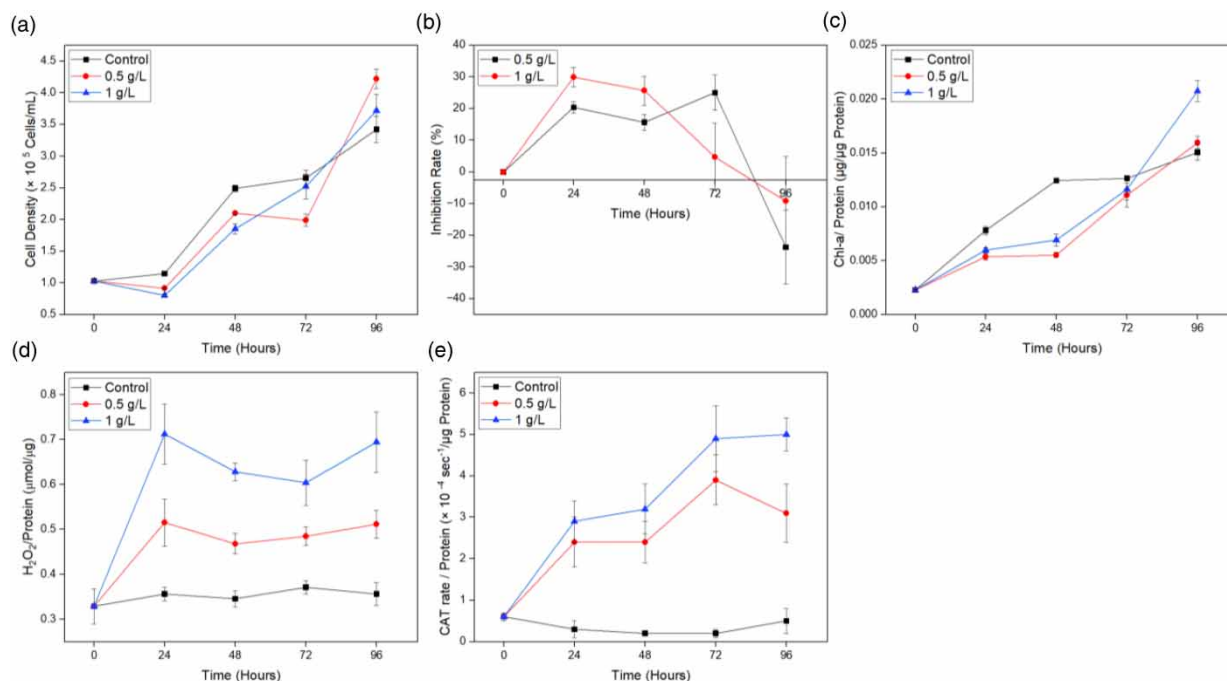 (a)
Control
0.5 g/L
1 g/L
4.5
4.0
3.5
3.0
2.5
2.0
1.5
1.0
0.5
Cell Density (× 10 5 Cells/mL)
0 24 48 72 96
Time (Hours)
(b)
0.5 g/L
1 g/L
40
30
20
10
0
−10
−20
−30
−40
Inhibition Rate (%)
0 24 48 72 96
Time (Hours)
(c)
Control
0.5 g/L
1 g/L
0.025
0.020
0.015
0.010
0.005
0.000
Chl-a/ Protein (µg/µg Protein)
0 24 48 72 96
Time (Hours)
(d)
Control
0.5 g/L
1 g/L
0.8
0.7
0.6
0.5
0.4
0.3
H₂O₂/Protein (µmol/µg)
0 24 48 72 96
Time (Hours)
(e)
Control
0.5 g/L
1 g/L
6
5
4
3
2
1
0
CAT rate / Protein (× 10⁻⁴ sec⁻¹/µg Protein)
0 24 48 72 96
Time (Hours)